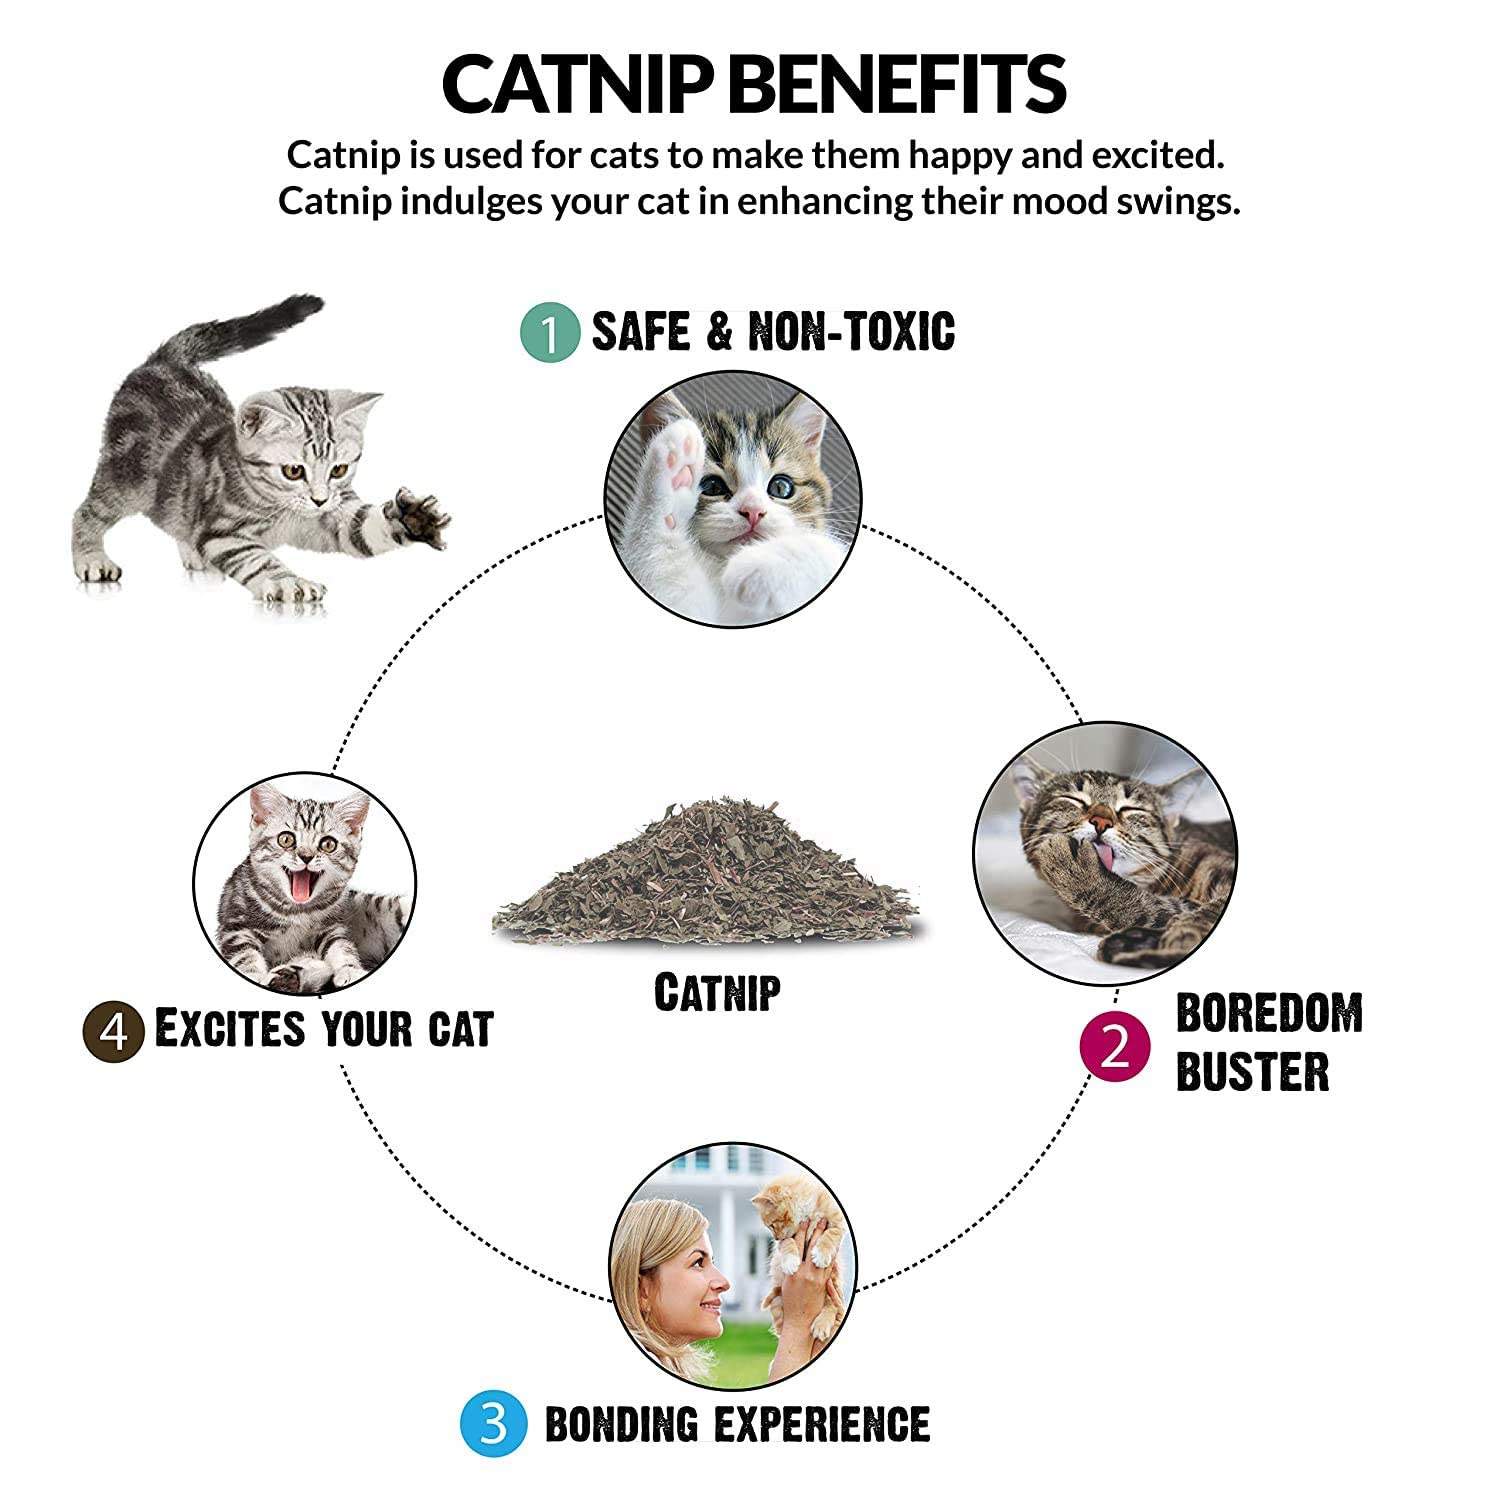 CATNIP BENEFITS
Catnip is used for cats to make them happy and excited.
Catnip indulges your cat in enhancing their mood swings.
1 SAFE & NON-TOXIC
2 BOREDOM
BUSTER
3 BONDING EXPERIENCE
4 EXCITES YOUR CAT
CATNIP